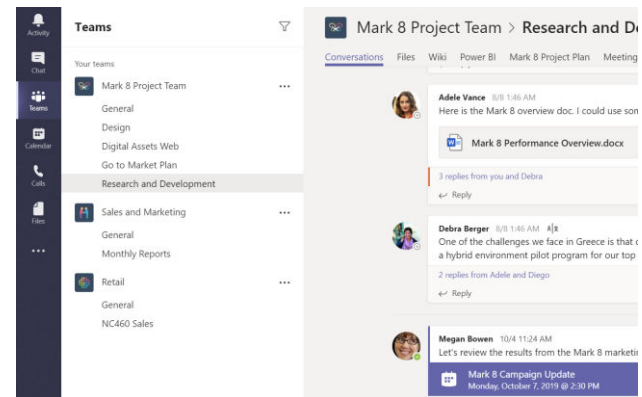 Activity
Chat
Teams
Calendar
Calls
Files
Teams
Your teams
Mark 8 Project Team
General
Design
Digital Assets Web
Go to Market Plan
Research and Development
Sales and Marketing
General
Monthly Reports
Retail
General
NC460 Sales
Mark 8 Project Team > Research and De
Conversations Files Wiki Power BI Mark 8 Project Plan Meeting
Adele Vance 8/8 1:46 AM
Here is the Mark 8 overview doc. I could use som
Mark 8 Performance Overview.docx
3 replies from you and Debra
Reply
Debra Berger 8/8 1:46 AM
One of the challenges we face in Greece is that
a hybrid environment pilot program for our top
2 replies from Adele and Diego
Reply
Megan Bowen 10/4 11:24 AM
Let's review the results from the Mark 8 marketin
Mark 8 Campaign Update
Monday, October 7, 2019 @ 2:30 PM